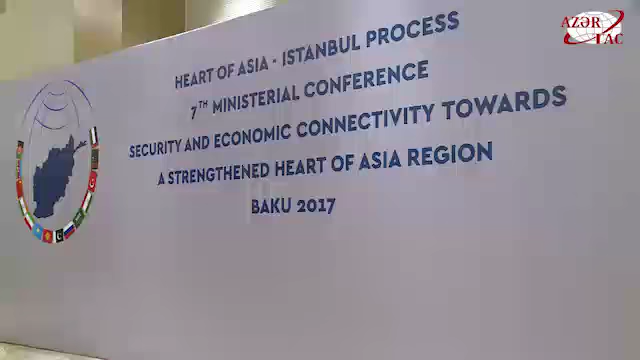 AZƏR
TAC
HEART OF ASIA - ISTANBUL PROCESS
7TH MINISTERIAL CONFERENCE
SECURITY AND ECONOMIC CONNECTIVITY TOWARDS
A STRENGTHENED HEART OF ASIA REGION
BAKU 2017